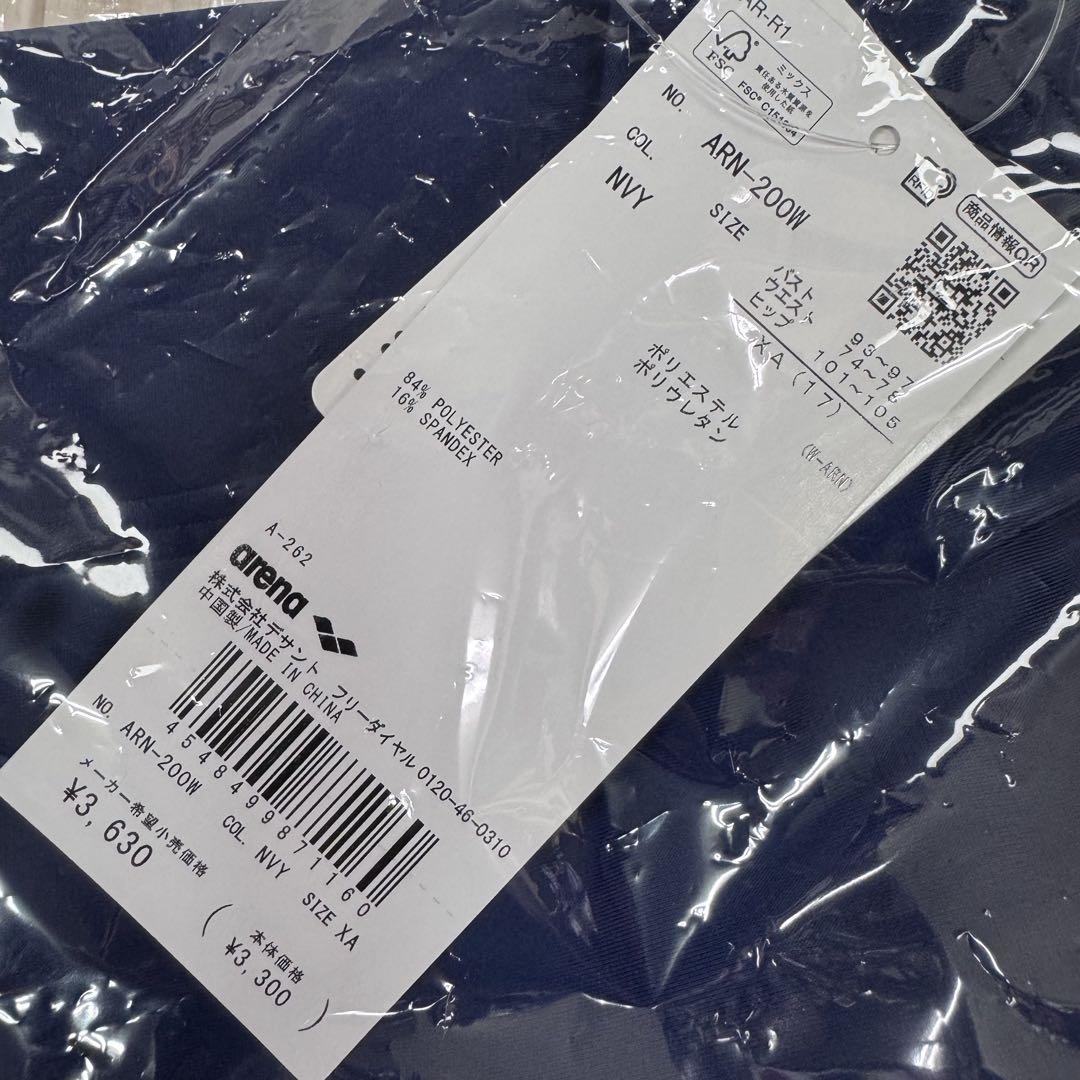 AR-R1
FSC
ミックス
責任ある木質資源を
使用した紙
FSC®
RFID
商品情報QR
NO. ARN-200W
COL. SIZE
NVY
バスト 93~97
ウエスト 74~78
ヒップ 101~105
XA (17)
ポリエステル
ポリウレタン
(W-ARN)
84% POLYESTER
16% SPANDEX
A-262
arena
株式会社デサント フリーダイヤル0120-46-0310
中国製/MADE IN CHINA
4548499871160
NO. ARN-200W COL. NVY SIZE XA
メーカー希望小売価格
¥3,630
( 本体価格
¥3,300 )